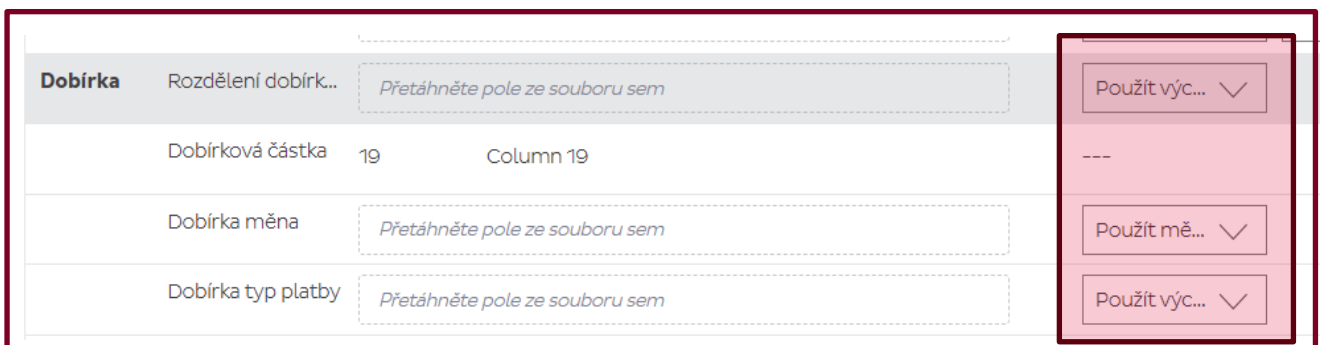 Dobírka Rozdělení dobírk... Přetáhněte pole ze souboru sem Použít výc...
Dobírková částka 19 Column 19 ---
Dobírka měna Přetáhněte pole ze souboru sem Použít mě...
Dobírka typ platby Přetáhněte pole ze souboru sem Použít výc...